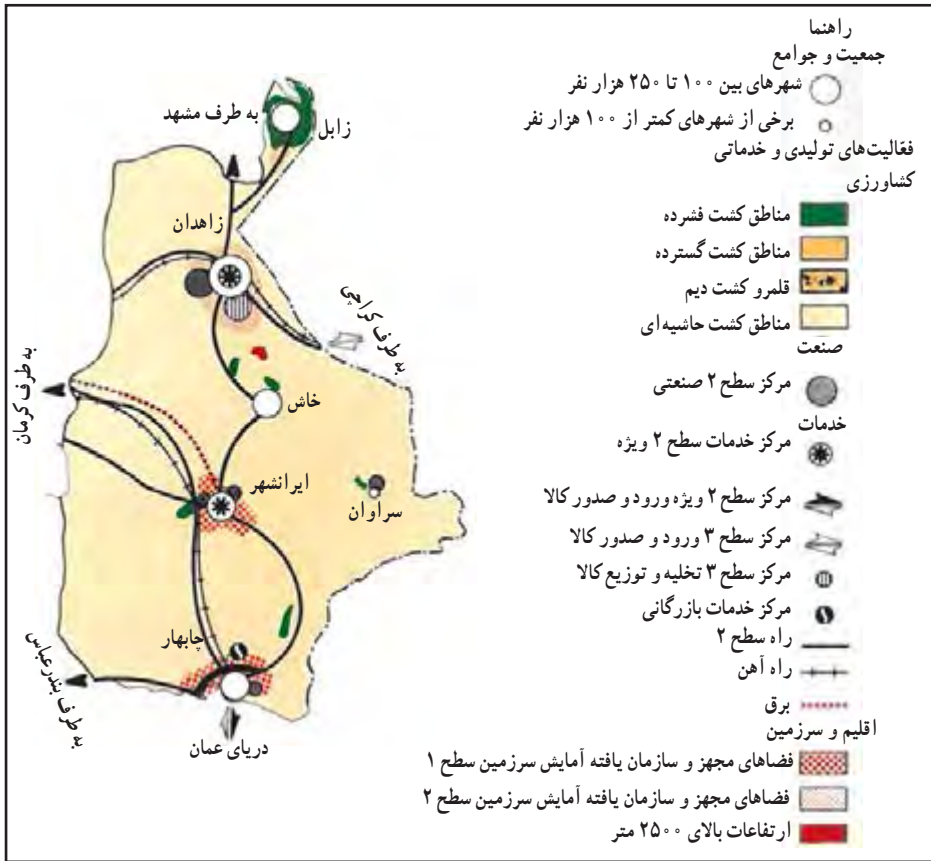 راهنما
جمعیت و جوامع
شهرهای بین ۱۰۰ تا ۲۵۰ هزار نفر
برخی از شهرهای کمتر از ۱۰۰ هزار نفر
فعّالیت‌های تولیدی و خدماتی
کشاورزی
مناطق کشت فشرده
مناطق کشت گسترده
قلمرو کشت دیم
مناطق کشت حاشیه‌ای
صنعت
مرکز سطح ۲ صنعتی
خدمات
مرکز خدمات سطح ۲ ویژه
مرکز سطح ۲ ویژه ورود و صدور کالا
مرکز سطح ۳ ورود و صدور کالا
مرکز سطح ۳ تخلیه و توزیع کالا
مرکز خدمات بازرگانی
راه سطح ۲
راه آهن
برق
اقلیم و سرزمین
فضاهای مجهز و سازمان یافته آمایش سرزمین سطح ۱
فضاهای مجهز و سازمان یافته آمایش سرزمین سطح ۲
ارتفاعات بالای ۲۵۰۰ متر
به طرف مشهد
زابل
زاهدان
به طرف کراچی
به طرف کرمان
خاش
ایرانشهر
سراوان
چابهار
به طرف بندرعباس
دریای عمان